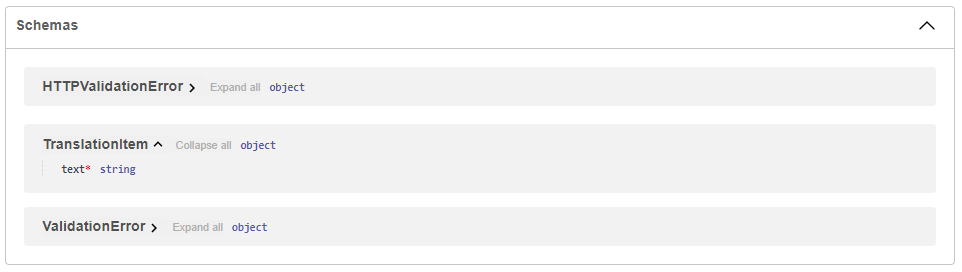 Schemas
HTTPValidationError Expand all object
TranslationItem Collapse all object
text* string
ValidationError Expand all object